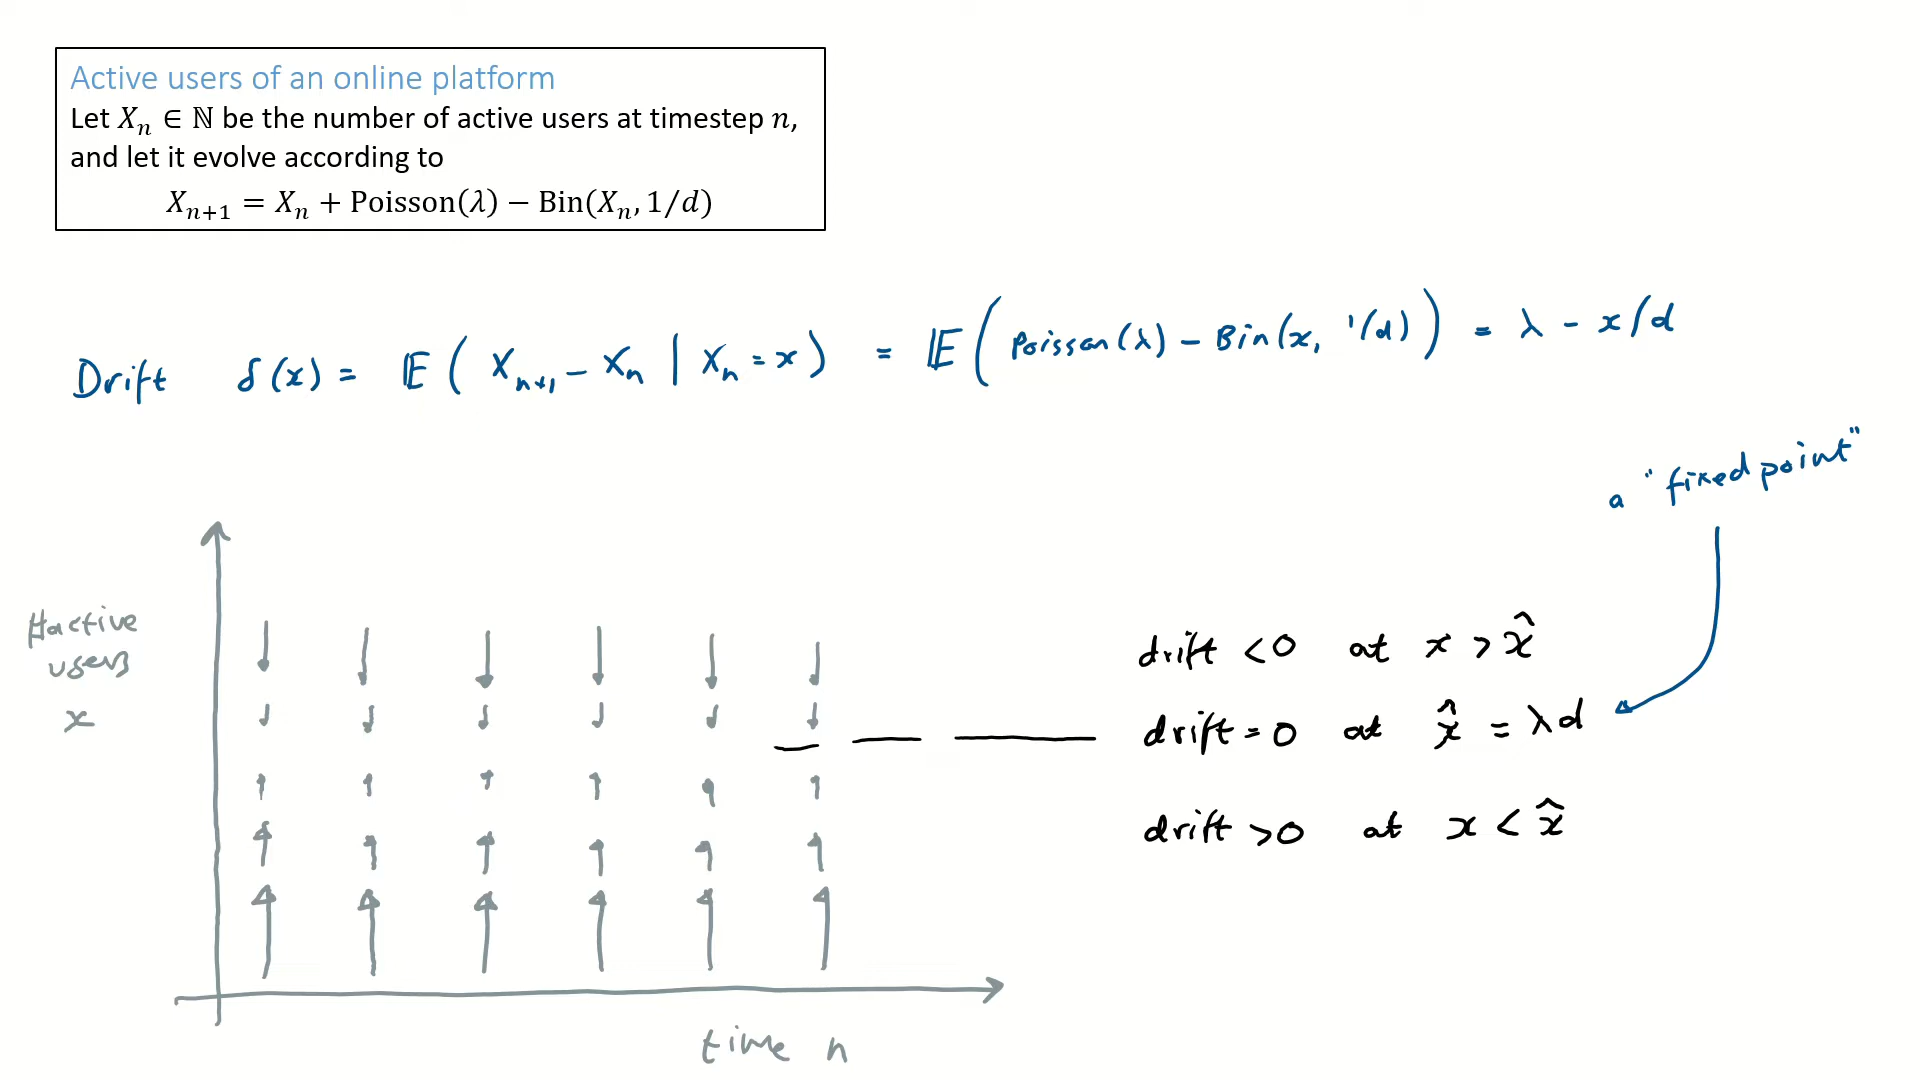 Active users of an online platform
Let Xₙ ∈ ℕ be the number of active users at timestep n,
and let it evolve according to
Xₙ₊₁ = Xₙ + Poisson(λ) − Bin(Xₙ, 1/d)
Drift δ(x) = 𝔼( Xₙ₊₁ − Xₙ | Xₙ = x ) = 𝔼( Poisson(λ) − Bin(x, 1/d) ) = λ − x/d
a "fixed point"
#active
users
x
drift < 0 at x > x̂
drift = 0 at x̂ = λd
drift > 0 at x < x̂
time n